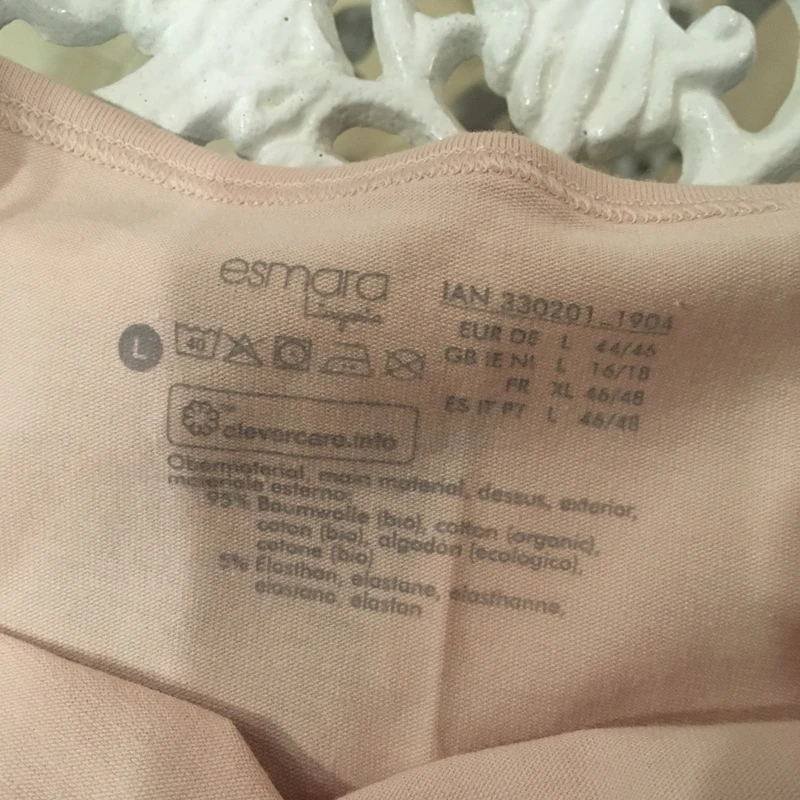 esmara
Lingerie
IAN 330201_1904
EUR DE L 44/46
GB IE NI L 16/18
FR XL 46/48
ES IT PT L 46/48
L
40
clevercare.info
Obermaterial, main material, dessus, exterior,
materiale esterno:
95% Baumwolle (bio), cotton (organic),
coton (bio), algodón (ecologico),
cotone (bio)
5% Elasthan, elastane, élasthanne,
elastano, elastan